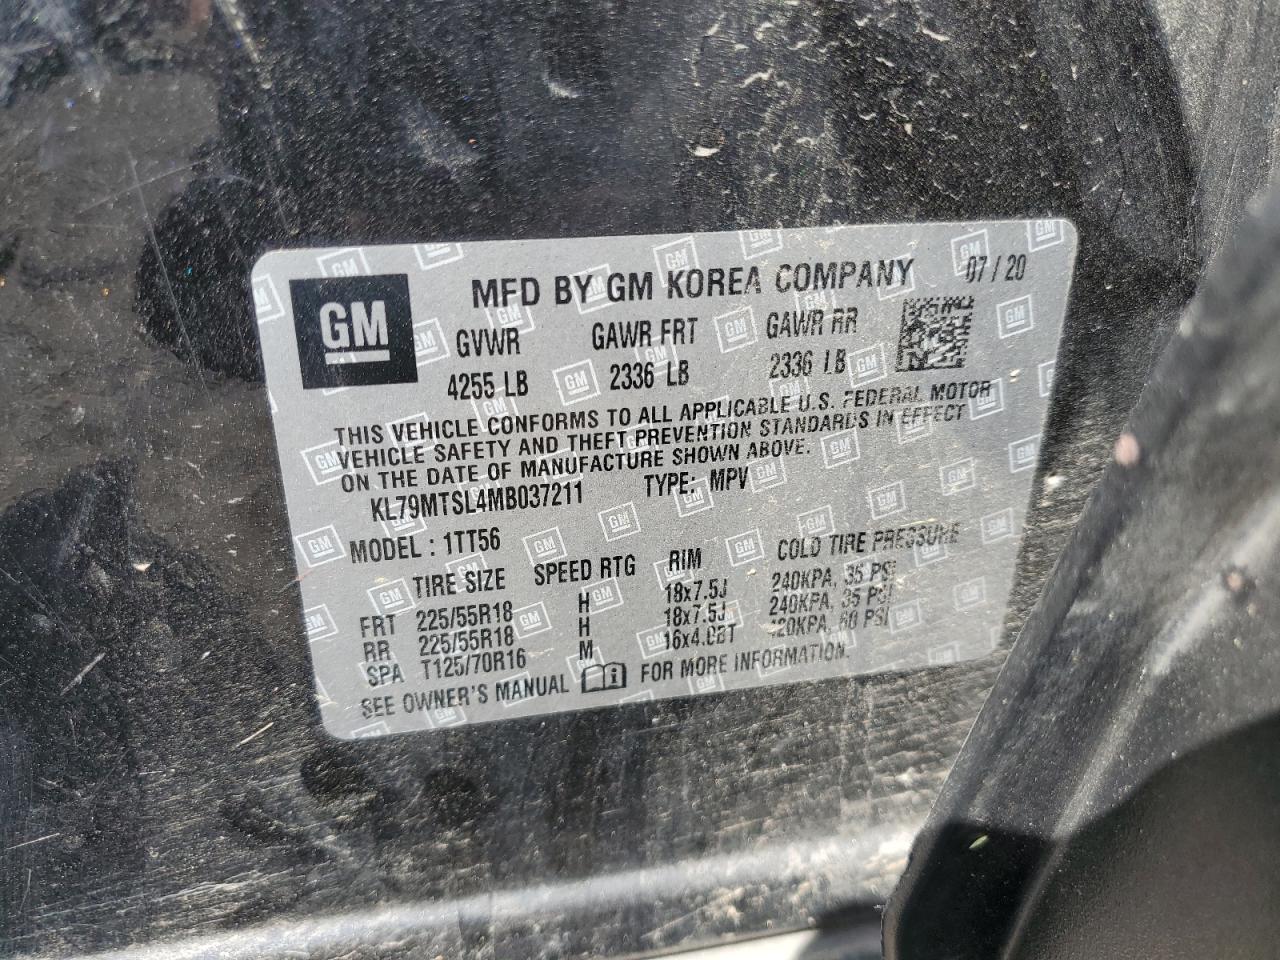 GM
MFD BY GM KOREA COMPANY 07/20
GVWR GAWR FRT GAWR RR
4255 LB 2336 LB 2336 LB
THIS VEHICLE CONFORMS TO ALL APPLICABLE U.S. FEDERAL MOTOR
VEHICLE SAFETY AND THEFT PREVENTION STANDARDS IN EFFECT
ON THE DATE OF MANUFACTURE SHOWN ABOVE.
KL79MTSL4MB037211 TYPE: MPV
MODEL : 1TT56
TIRE SIZE SPEED RTG RIM COLD TIRE PRESSURE
FRT 225/55R18 H 18x7.5J 240KPA, 35 PSI
RR 225/55R18 H 18x7.5J 240KPA, 35 PSI
SPA T125/70R16 M 16x4.0BT 420KPA, 60 PSI
SEE OWNER'S MANUAL FOR MORE INFORMATION.